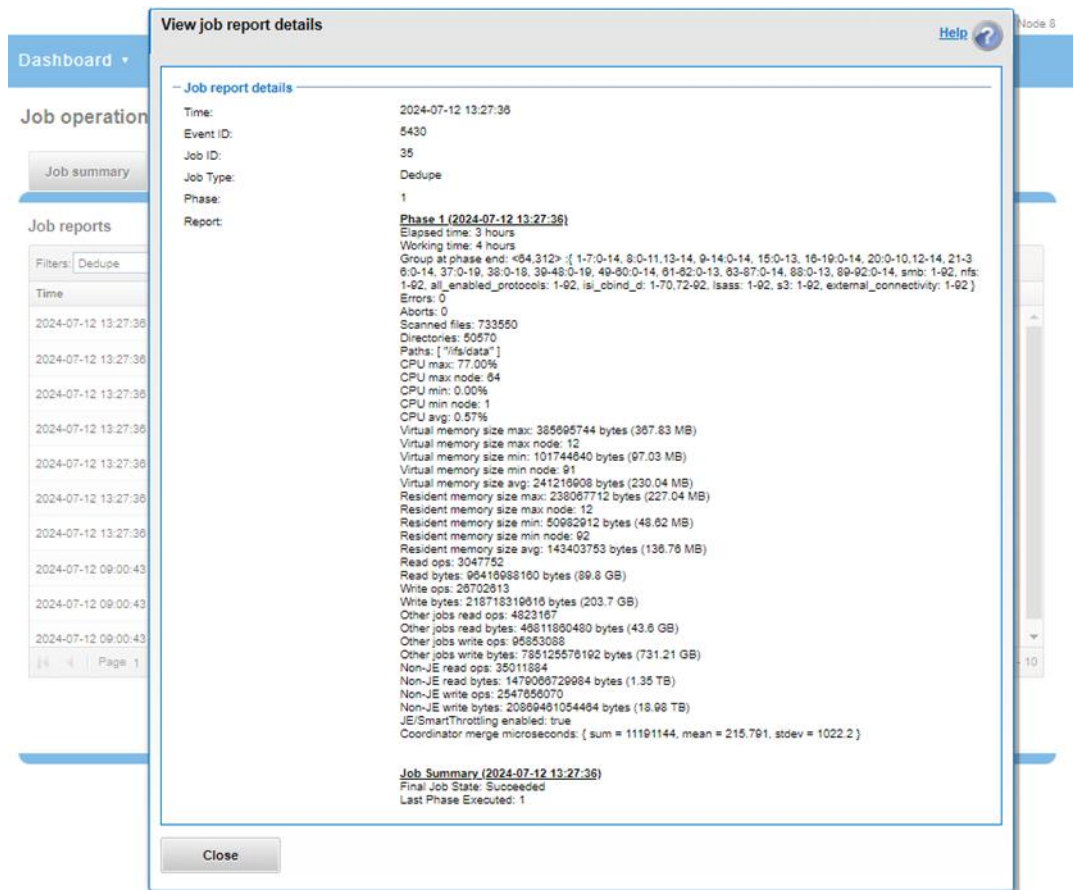 View job report details
Help
Node 8
Dashboard
Job operation
Job summary
Job reports
Filters: Dedupe
Time
2024-07-12 13:27:36
2024-07-12 13:27:36
2024-07-12 13:27:36
2024-07-12 13:27:36
2024-07-12 13:27:36
2024-07-12 13:27:36
2024-07-12 13:27:36
2024-07-12 09:00:43
2024-07-12 09:00:43
2024-07-12 09:00:43
Page 1
- 10
Job report details
Time: 2024-07-12 13:27:36
Event ID: 5430
Job ID: 35
Job Type: Dedupe
Phase: 1
Report: Phase 1 (2024-07-12 13:27:36)
Elapsed time: 3 hours
Working time: 4 hours
Group at phase end: <64,312> :{ 1-7:0-14, 8:0-11,13-14, 9-14:0-14, 15:0-13, 16-19:0-14, 20:0-10,12-14, 21-3
6:0-14, 37:0-19, 38:0-18, 39-48:0-19, 49-60:0-14, 61-62:0-13, 63-87:0-14, 88:0-13, 89-92:0-14, smb: 1-92, nfs:
1-92, all_enabled_protocols: 1-92, isi_cbind_d: 1-70,72-92, lsass: 1-92, s3: 1-92, external_connectivity: 1-92 }
Errors: 0
Aborts: 0
Scanned files: 733550
Directories: 50570
Paths: [ "/ifs/data" ]
CPU max: 77.00%
CPU max node: 64
CPU min: 0.00%
CPU min node: 1
CPU avg: 0.57%
Virtual memory size max: 385695744 bytes (367.83 MB)
Virtual memory size max node: 12
Virtual memory size min: 101744640 bytes (97.03 MB)
Virtual memory size min node: 91
Virtual memory size avg: 241216908 bytes (230.04 MB)
Resident memory size max: 238067712 bytes (227.04 MB)
Resident memory size max node: 12
Resident memory size min: 50982912 bytes (48.62 MB)
Resident memory size min node: 92
Resident memory size avg: 143403753 bytes (136.76 MB)
Read ops: 3047752
Read bytes: 96416988160 bytes (89.8 GB)
Write ops: 26702613
Write bytes: 218718319616 bytes (203.7 GB)
Other jobs read ops: 4823167
Other jobs read bytes: 46811860480 bytes (43.6 GB)
Other jobs write ops: 95853088
Other jobs write bytes: 785125576192 bytes (731.21 GB)
Non-JE read ops: 35011884
Non-JE read bytes: 1479066729984 bytes (1.35 TB)
Non-JE write ops: 2547656070
Non-JE write bytes: 20869461054464 bytes (18.98 TB)
JE/SmartThrottling enabled: true
Coordinator merge microseconds: { sum = 11191144, mean = 215.791, stdev = 1022.2 }
Job Summary (2024-07-12 13:27:36)
Final Job State: Succeeded
Last Phase Executed: 1
Close